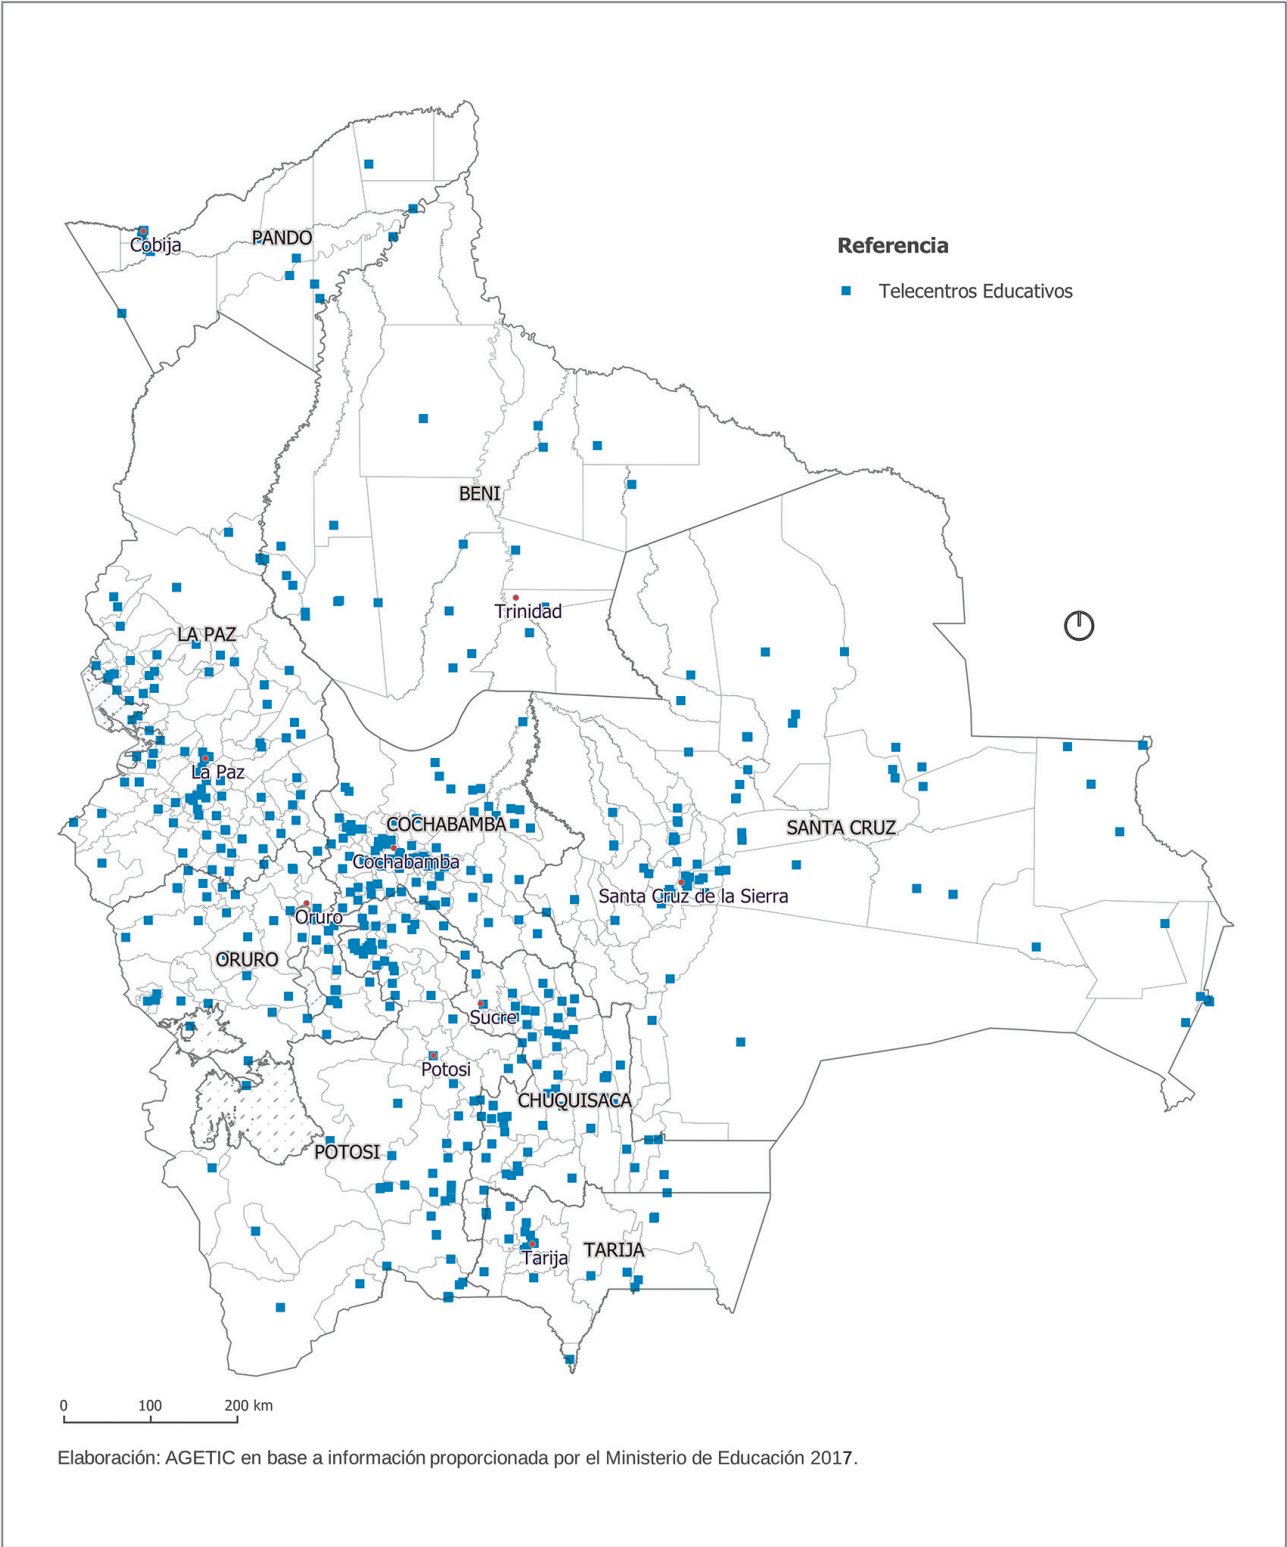 Cobija
PANDO
Referencia
Telecentros Educativos
BENI
Trinidad
LA PAZ
La Paz
COCHABAMBA
SANTA CRUZ
Cochabamba
Santa Cruz de la Sierra
Oruro
ORURO
Sucre
Potosi
CHUQUISACA
POTOSI
Tarija
TARIJA
0 100 200 km
Elaboración: AGETIC en base a información proporcionada por el Ministerio de Educación 2017.